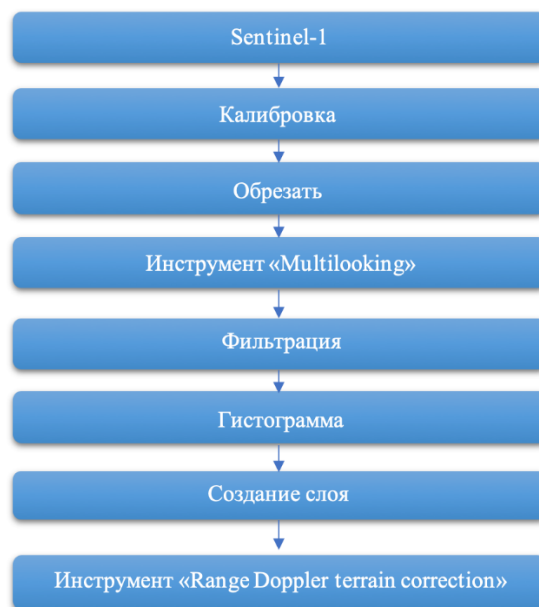 Sentinel-1
Калибровка
Обрезать
Инструмент «Multilooking»
Фильтрация
Гистограмма
Создание слоя
Инструмент «Range Doppler terrain correction»